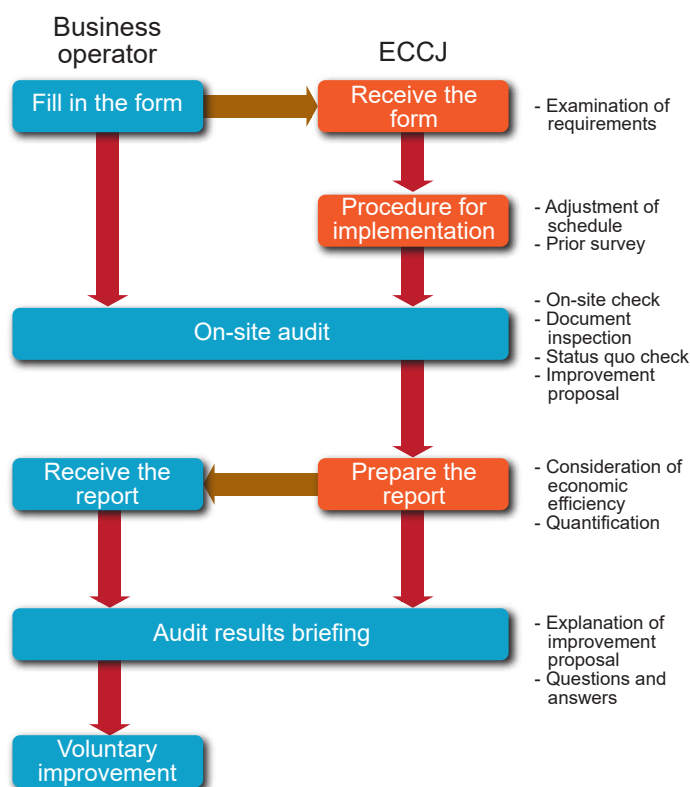 Business
operator
ECCJ
Fill in the form
Receive the
form
- Examination of
requirements
Procedure for
implementation
- Adjustment of
schedule
- Prior survey
On-site audit
- On-site check
- Document
inspection
- Status quo check
- Improvement
proposal
Receive the
report
Prepare the
report
- Consideration of
economic
efficiency
- Quantification
Audit results briefing
- Explanation of
improvement
proposal
- Questions and
answers
Voluntary
improvement